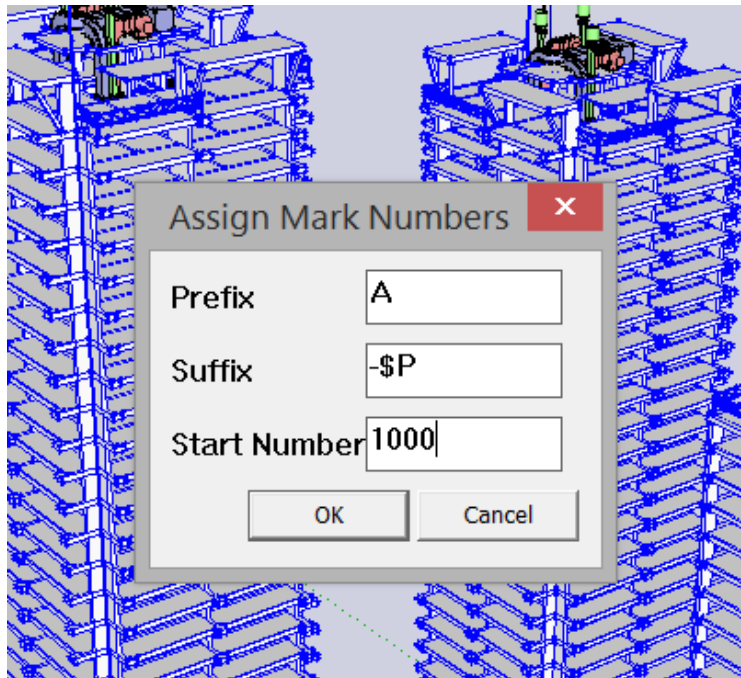 Assign Mark Numbers
Prefix A
Suffix -$P
Start Number 1000
OK Cancel